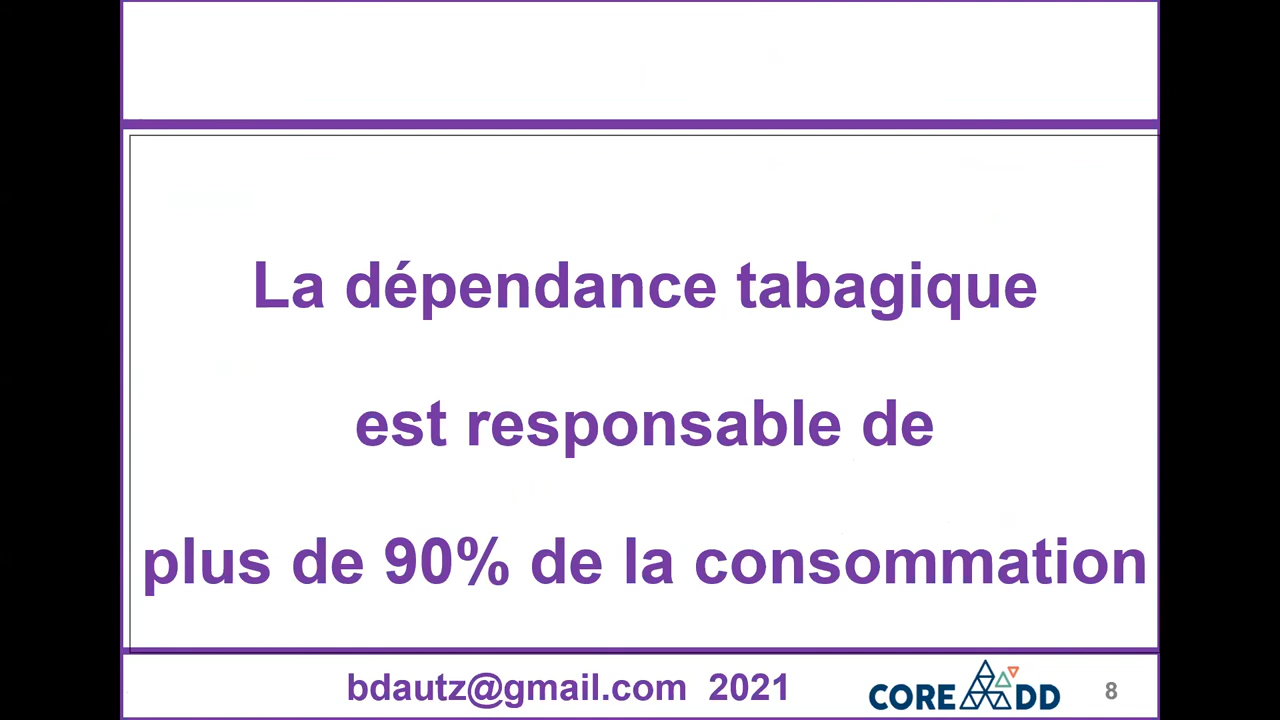 La dépendance tabagique
est responsable de
plus de 90% de la consommation
bdautz@gmail.com 2021
COREADD
8